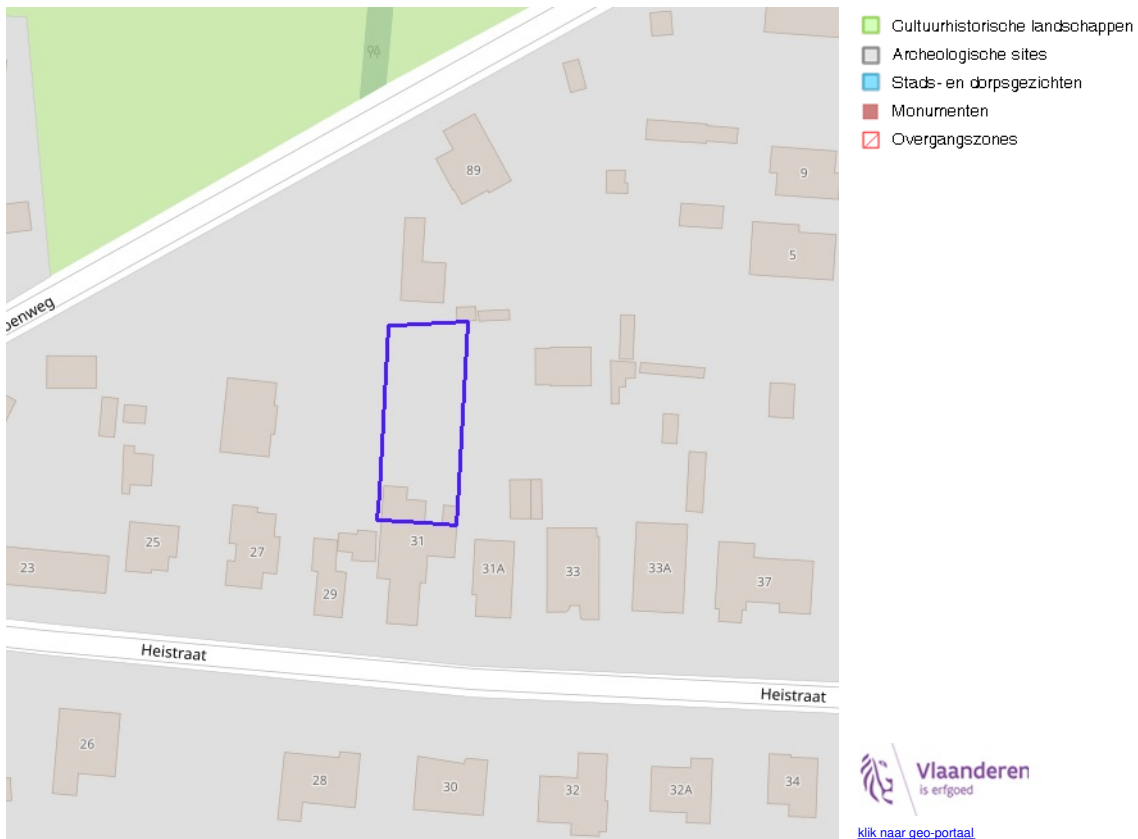 Cultuurhistorische landschappen
Archeologische sites
Stads- en dorpsgezichten
Monumenten
Overgangszones
89
9
5
25
27
31
23
29
31A
33
33A
37
Heistraat
Heistraat
26
28
30
32
32A
34
Vlaanderen
is erfgoed
klik naar geo-portaal